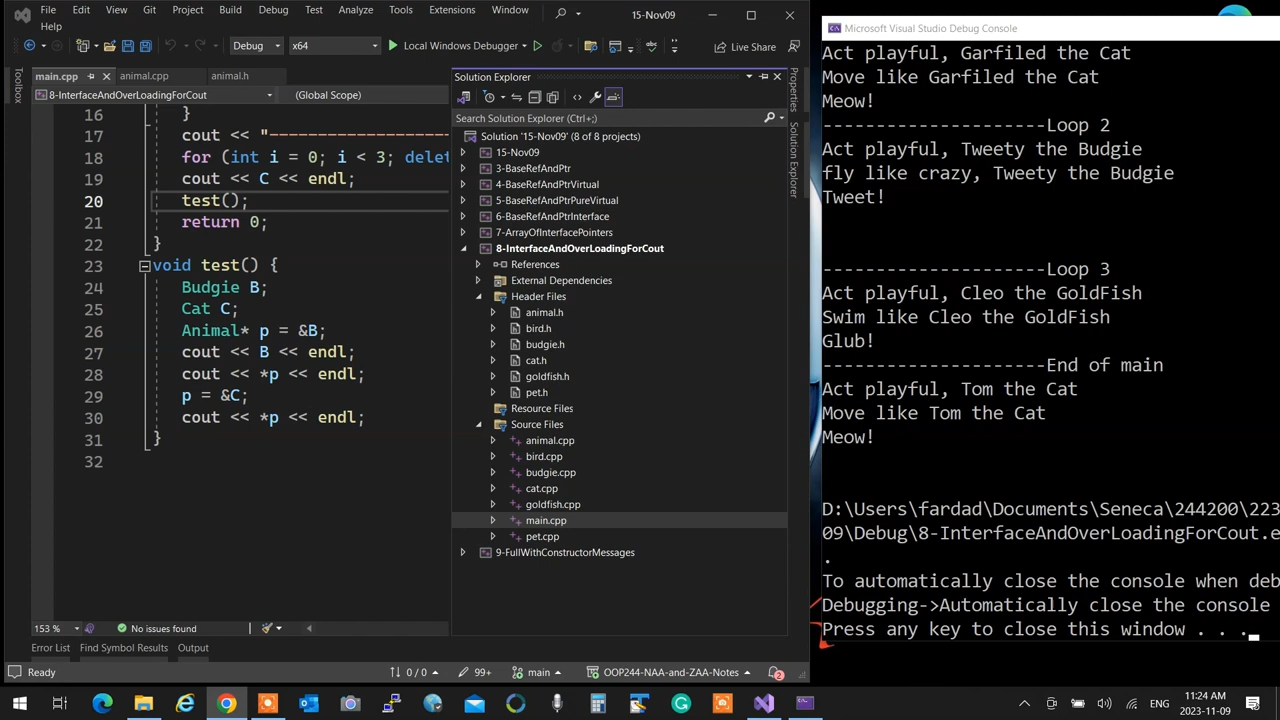 File Edit View Git Project Build Debug Test Analyze Tools Extensions Window 15-Nov09
Help
Local Windows Debugger Live Share
main.cpp animal.h Solution Explorer
8-InterfaceAndOverLoadingForCout (Global Scope)
Search Solution Explorer (Ctrl+;)
Toolbox
}
17 cout << "---------------------
18 for (int i = 0; i < 3; delet
19 cout << C << endl;
20 test();
21 return 0;
22 }
23 void test() {
24 Budgie B;
25 Cat C;
26 Animal* p = &B;
27 cout << B << endl;
28 cout << *p << endl;
29 p = &C;
30 cout << *p << endl;
31 }
32
153 % No issues found
Error List Find Symbol Results Output
Solution '15-Nov09' (8 of 8 projects)
15-Nov09
3-BaseRefAndPtr
4-BaseRefAndPtrVirtual
5-BaseRefAndPtrPureVirtual
6-BaseRefAndPtrInterface
7-ArrayOfInterfacePointers
8-InterfaceAndOverLoadingForCout
References
External Dependencies
Header Files
animal.h
bird.h
budgie.h
cat.h
goldfish.h
pet.h
Resource Files
Source Files
animal.cpp
bird.cpp
budgie.cpp
cat.cpp
goldfish.cpp
main.cpp
pet.cpp
9-FullWithConstructorMessages
Properties
Solution Explorer
Ready 0 / 0 99+ main OOP244-NAA-and-ZAA-Notes 2
Microsoft Visual Studio Debug Console
Act playful, Garfiled the Cat
Move like Garfiled the Cat
Meow!
---------------------Loop 2
Act playful, Tweety the Budgie
fly like crazy, Tweety the Budgie
Tweet!
---------------------Loop 3
Act playful, Cleo the GoldFish
Swim like Cleo the GoldFish
Glub!
---------------------End of main
Act playful, Tom the Cat
Move like Tom the Cat
Meow!
D:\Users\fardad\Documents\Seneca\244200\223
09\Debug\8-InterfaceAndOverLoadingForCout.e
.
To automatically close the console when deb
Debugging->Automatically close the console
Press any key to close this window . . .
ENG
11:24 AM
2023-11-09